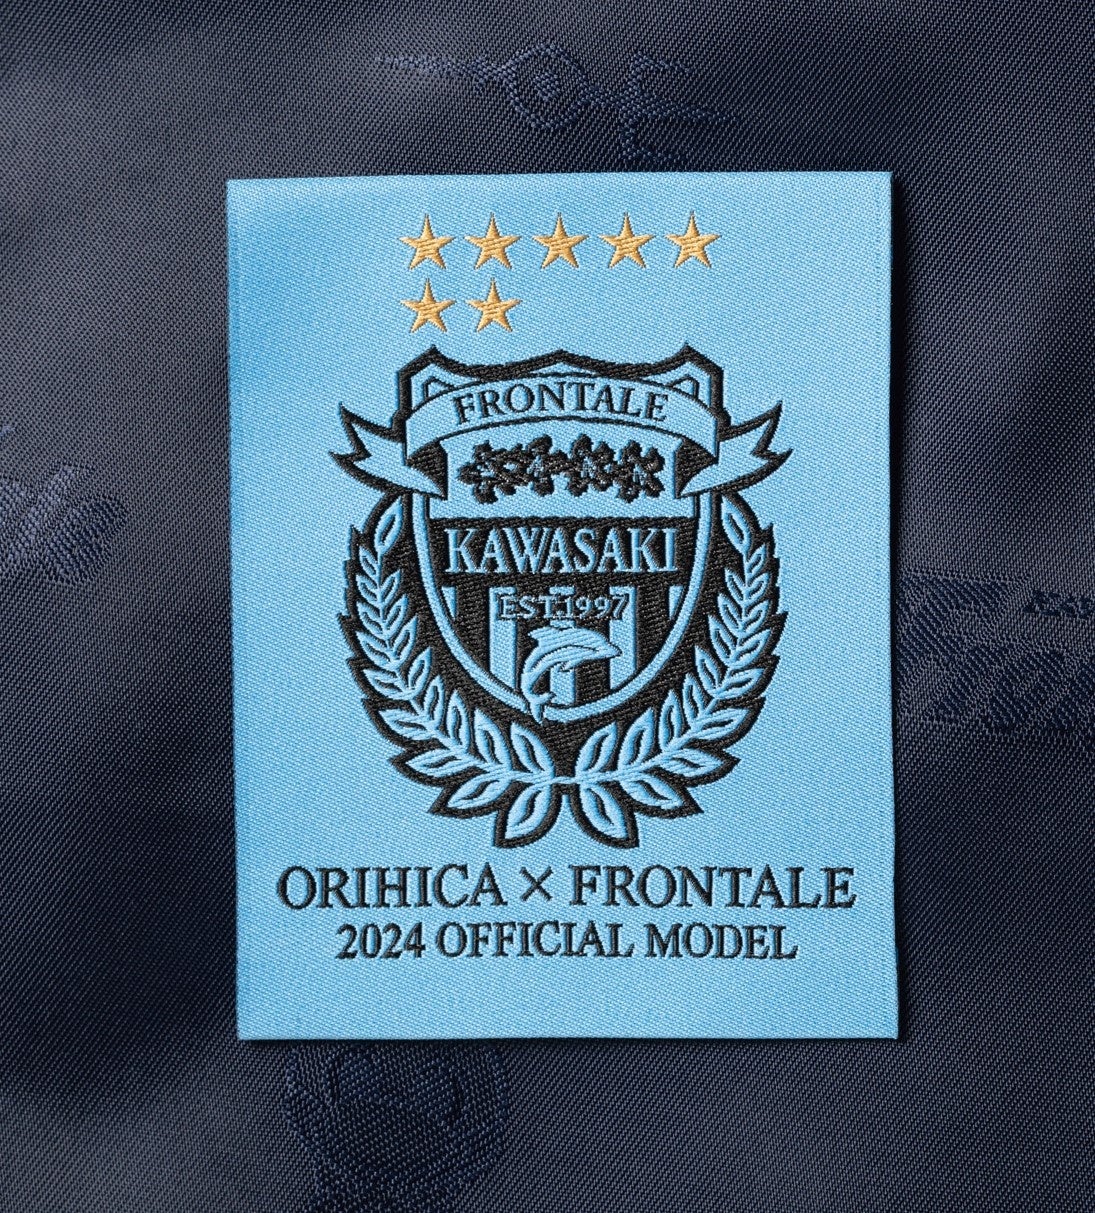 FRONTALE
KAWASAKI
EST.1997
ORIHICA × FRONTALE
2024 OFFICIAL MODEL